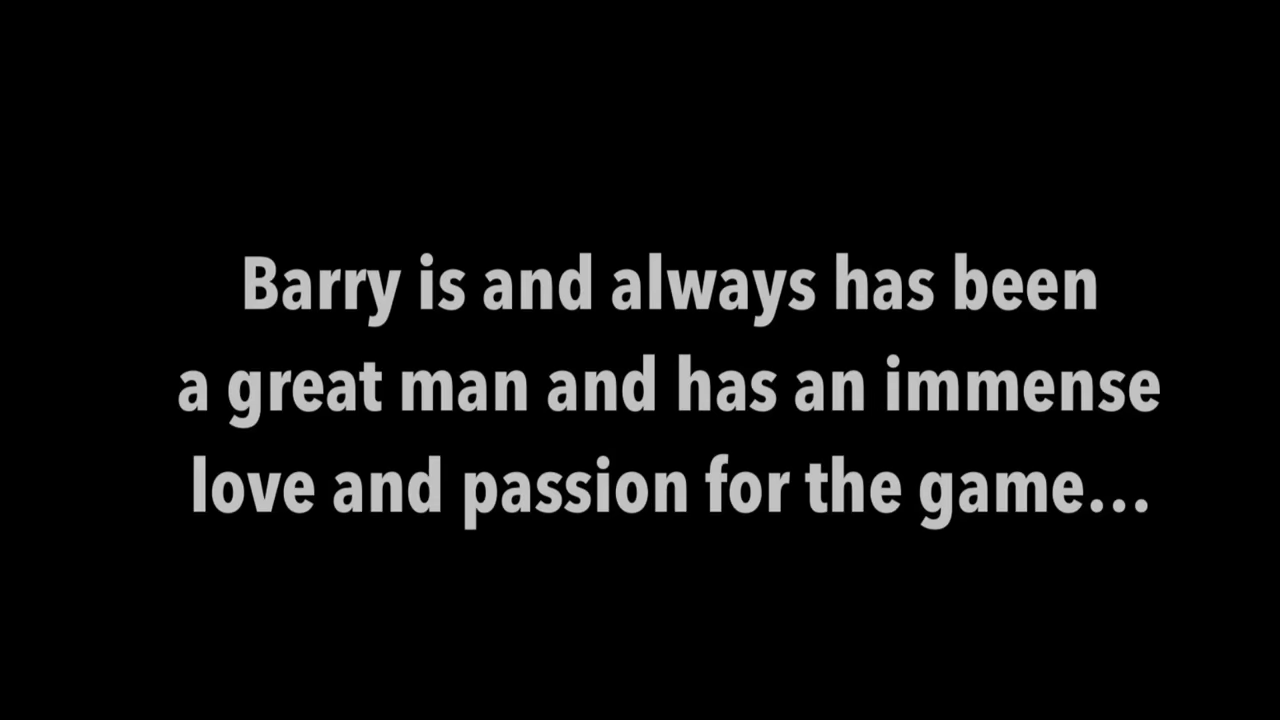 Barry is and always has been
a great man and has an immense
love and passion for the game...